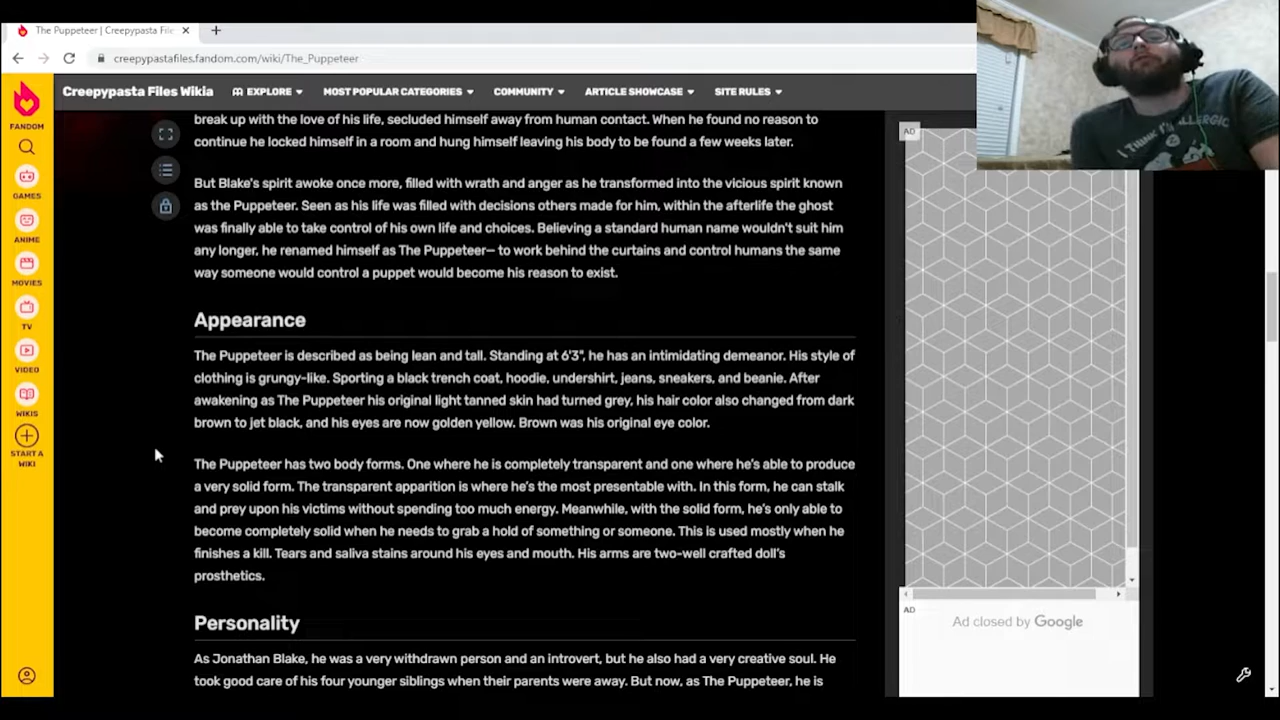 The Puppeteer | Creepypasta File
creepypastafiles.fandom.com/wiki/The_Puppeteer
FANDOM
GAMES
ANIME
MOVIES
TV
VIDEO
WIKIS
START A
WIKI
Creepypasta Files Wikia
EXPLORE
MOST POPULAR CATEGORIES
COMMUNITY
ARTICLE SHOWCASE
SITE RULES
break up with the love of his life, secluded himself away from human contact. When he found no reason to
continue he locked himself in a room and hung himself leaving his body to be found a few weeks later.
But Blake's spirit awoke once more, filled with wrath and anger as he transformed into the vicious spirit known
as the Puppeteer. Seen as his life was filled with decisions others made for him, within the afterlife the ghost
was finally able to take control of his own life and choices. Believing a standard human name wouldn't suit him
any longer, he renamed himself as The Puppeteer— to work behind the curtains and control humans the same
way someone would control a puppet would become his reason to exist.
Appearance
The Puppeteer is described as being lean and tall. Standing at 6'3", he has an intimidating demeanor. His style of
clothing is grungy-like. Sporting a black trench coat, hoodie, undershirt, jeans, sneakers, and beanie. After
awakening as The Puppeteer his original light tanned skin had turned grey, his hair color also changed from dark
brown to jet black, and his eyes are now golden yellow. Brown was his original eye color.
The Puppeteer has two body forms. One where he is completely transparent and one where he's able to produce
a very solid form. The transparent apparition is where he's the most presentable with. In this form, he can stalk
and prey upon his victims without spending too much energy. Meanwhile, with the solid form, he's only able to
become completely solid when he needs to grab a hold of something or someone. This is used mostly when he
finishes a kill. Tears and saliva stains around his eyes and mouth. His arms are two-well crafted doll's
prosthetics.
Personality
As Jonathan Blake, he was a very withdrawn person and an introvert, but he also had a very creative soul. He
took good care of his four younger siblings when their parents were away. But now, as The Puppeteer, he is
AD
AD
Ad closed by Google
I THINK I'M ALLERGIC